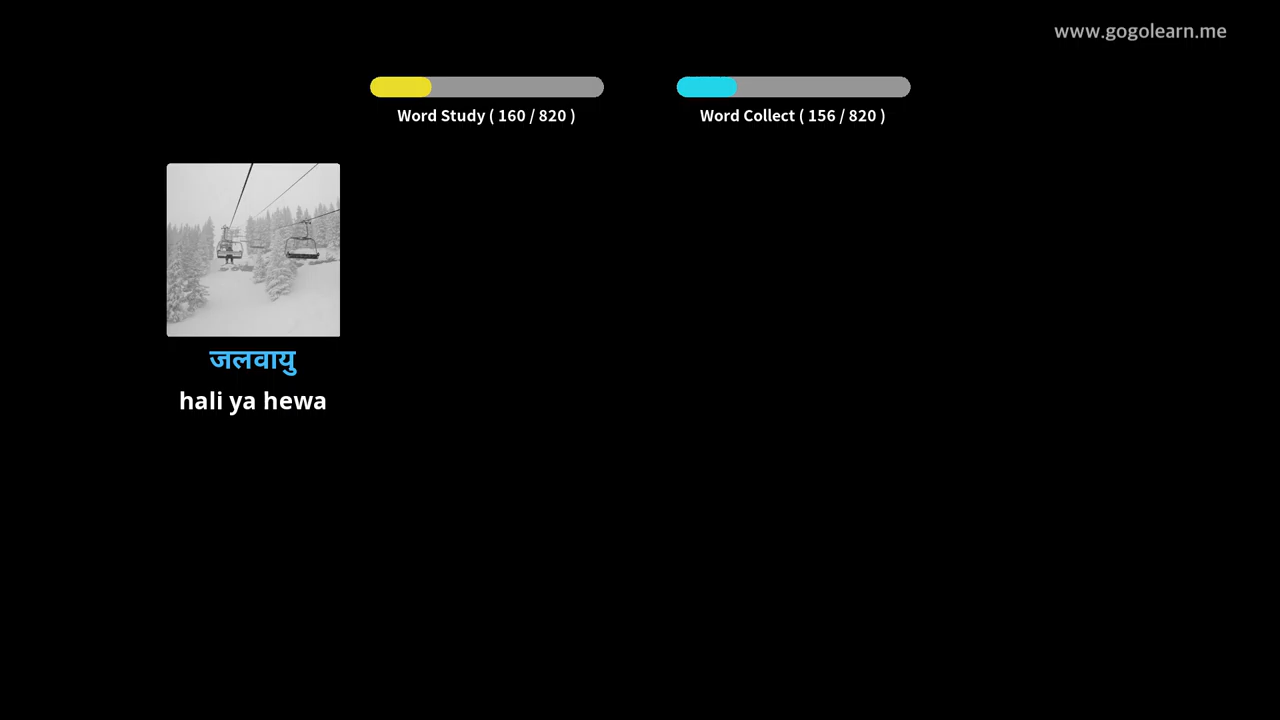 www.gogolearn.me
Word Study ( 160 / 820 )
Word Collect ( 156 / 820 )
जलवायु
hali ya hewa